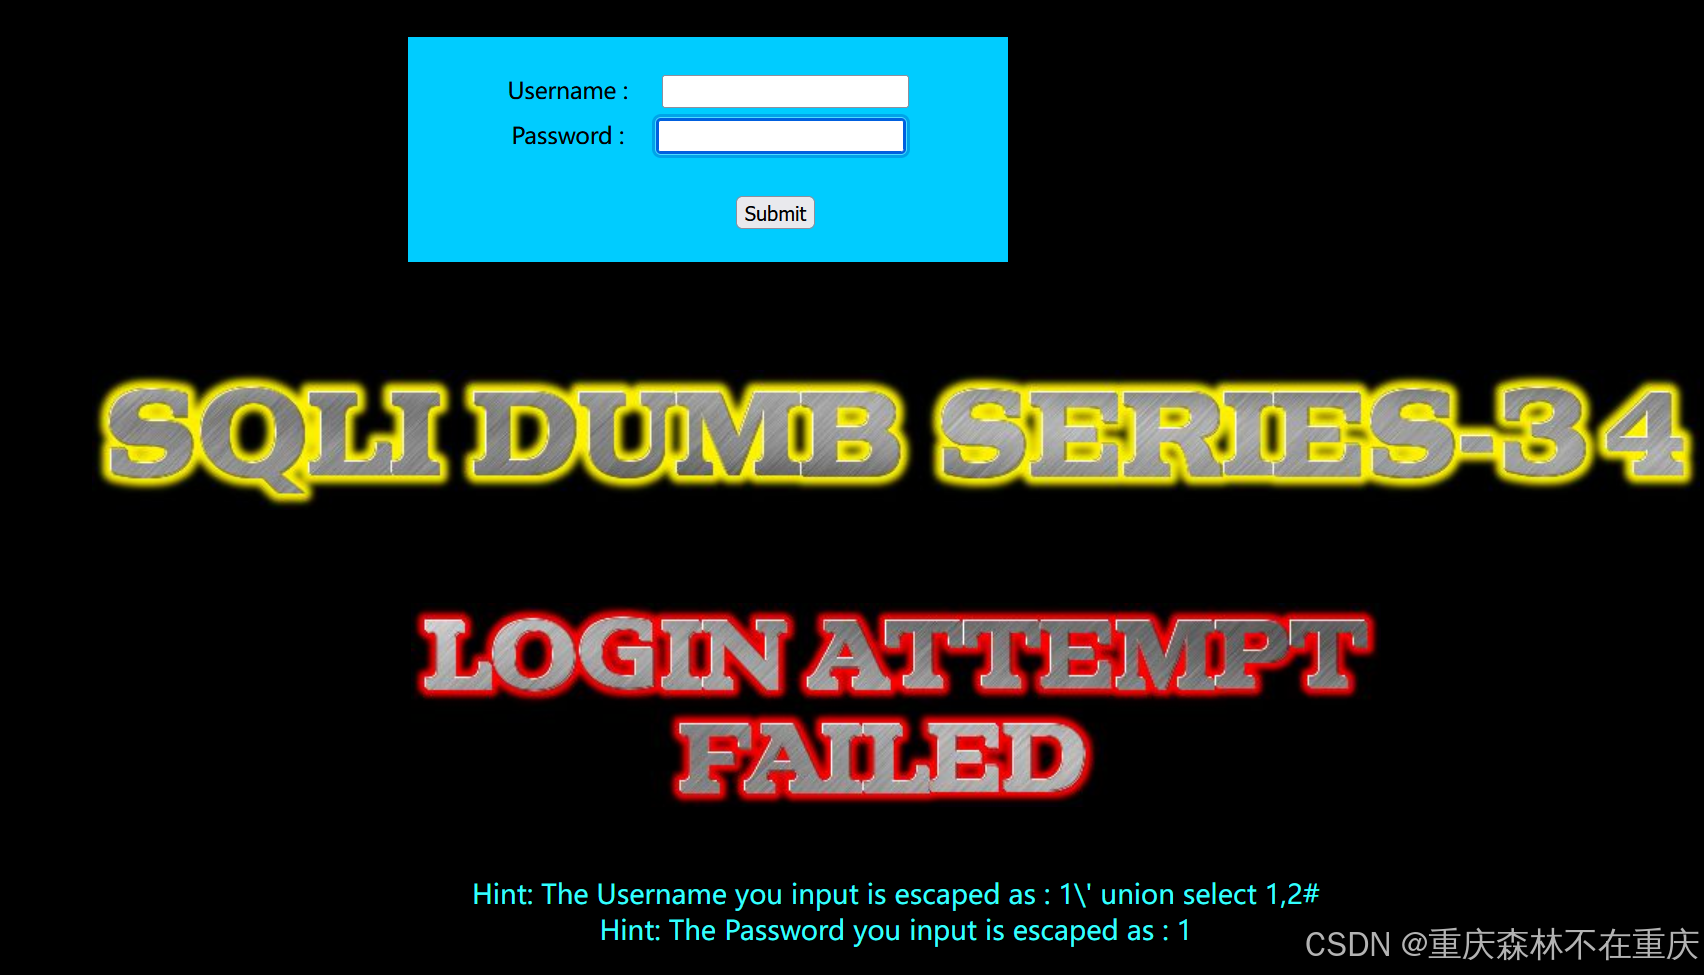 Username :
Password :
Submit
SQLI DUMB SERIES-34
LOGIN ATTEMPT
FAILED
Hint: The Username you input is escaped as : 1\' union select 1,2#
Hint: The Password you input is escaped as : 1
CSDN @重庆森林不在重庆